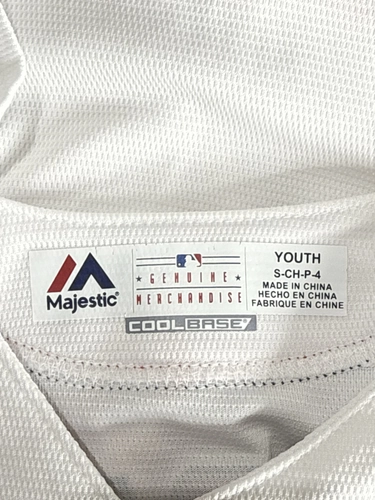 Majestic®
GENUINE
MERCHANDISE
COOLBASE
YOUTH
S-CH-P-4
MADE IN CHINA
HECHO EN CHINA
FABRIQUE EN CHINE